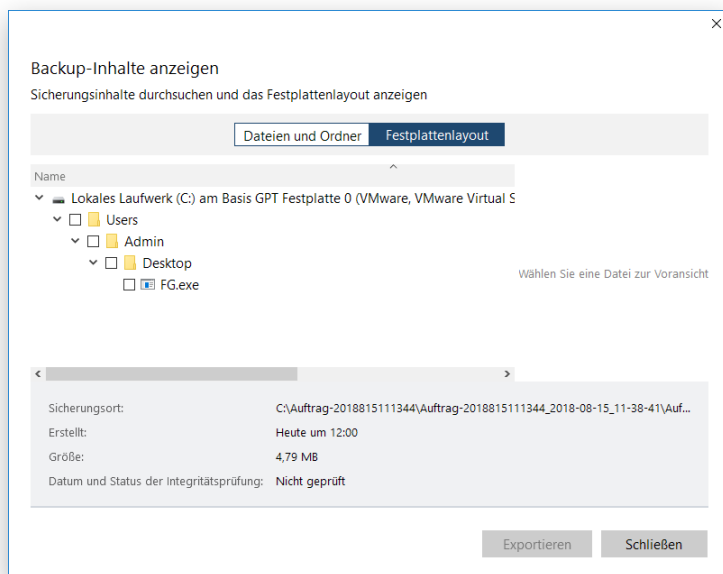 Backup-Inhalte anzeigen
Sicherungsinhalte durchsuchen und das Festplattenlayout anzeigen
Dateien und Ordner Festplattenlayout
Name
Lokales Laufwerk (C:) am Basis GPT Festplatte 0 (VMware, VMware Virtual S
Users
Admin
Desktop
FG.exe
Wählen Sie eine Datei zur Voransicht
Sicherungsort: C:\Auftrag-2018815111344\Auftrag-2018815111344_2018-08-15_11-38-41\Auf...
Erstellt: Heute um 12:00
Größe: 4,79 MB
Datum und Status der Integritätsprüfung: Nicht geprüft
Exportieren Schließen